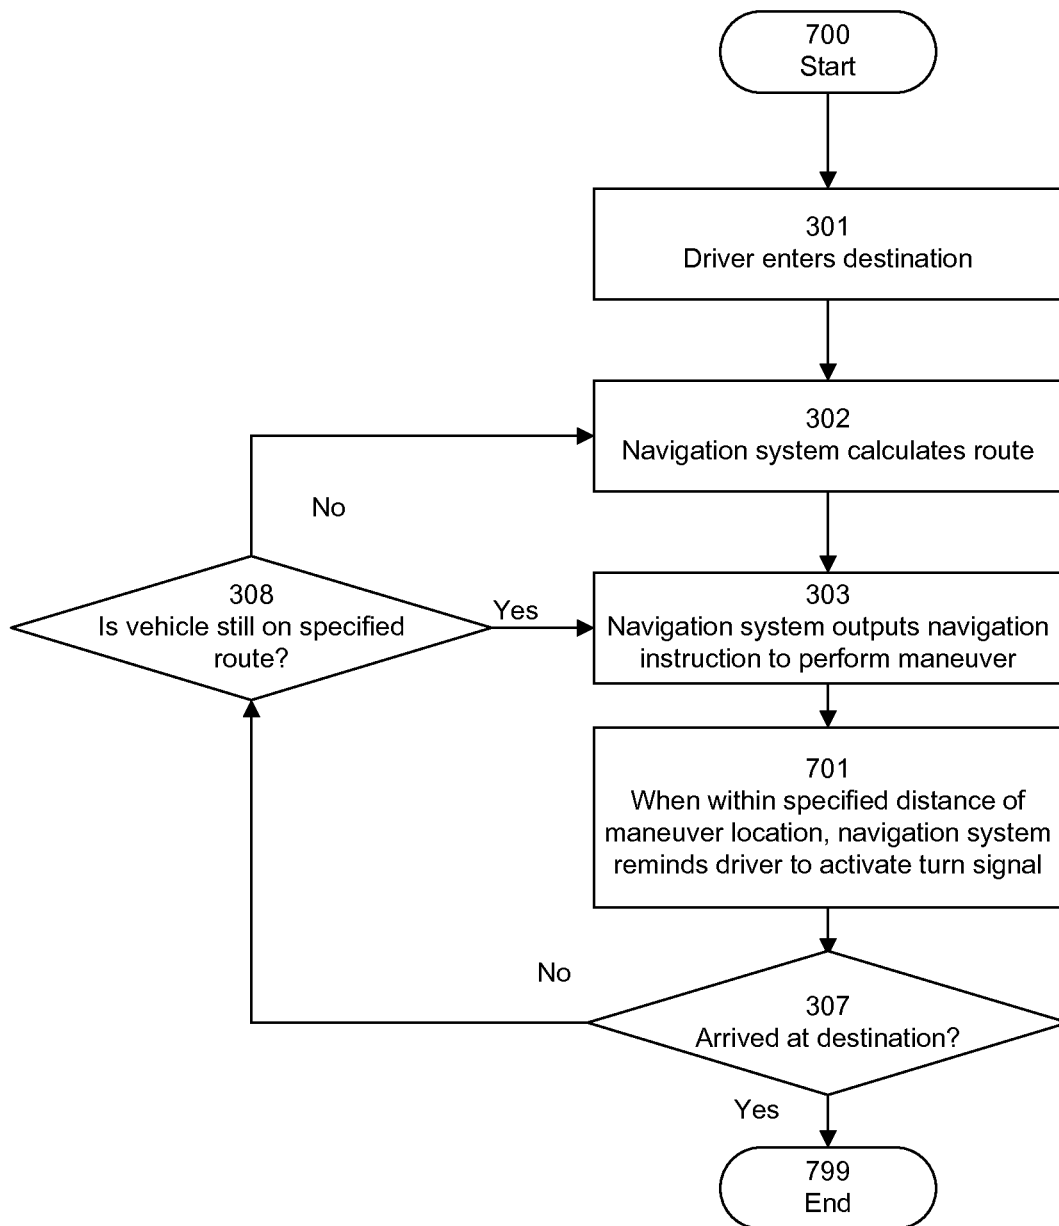 700
Start
301
Driver enters destination
302
Navigation system calculates route
No
308
Is vehicle still on specified
route?
Yes
303
Navigation system outputs navigation
instruction to perform maneuver
701
When within specified distance of
maneuver location, navigation system
reminds driver to activate turn signal
No
307
Arrived at destination?
Yes
799
End